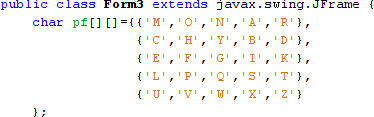 public class Form3 extends javax.swing.JFrame {
char pf[][]={{'M','O','N','A','R'},
{'C','H','Y','B','D'},
{'E','F','G','I','K'},
{'L','P','Q','S','T'},
{'U','V','W','X','Z'}
};